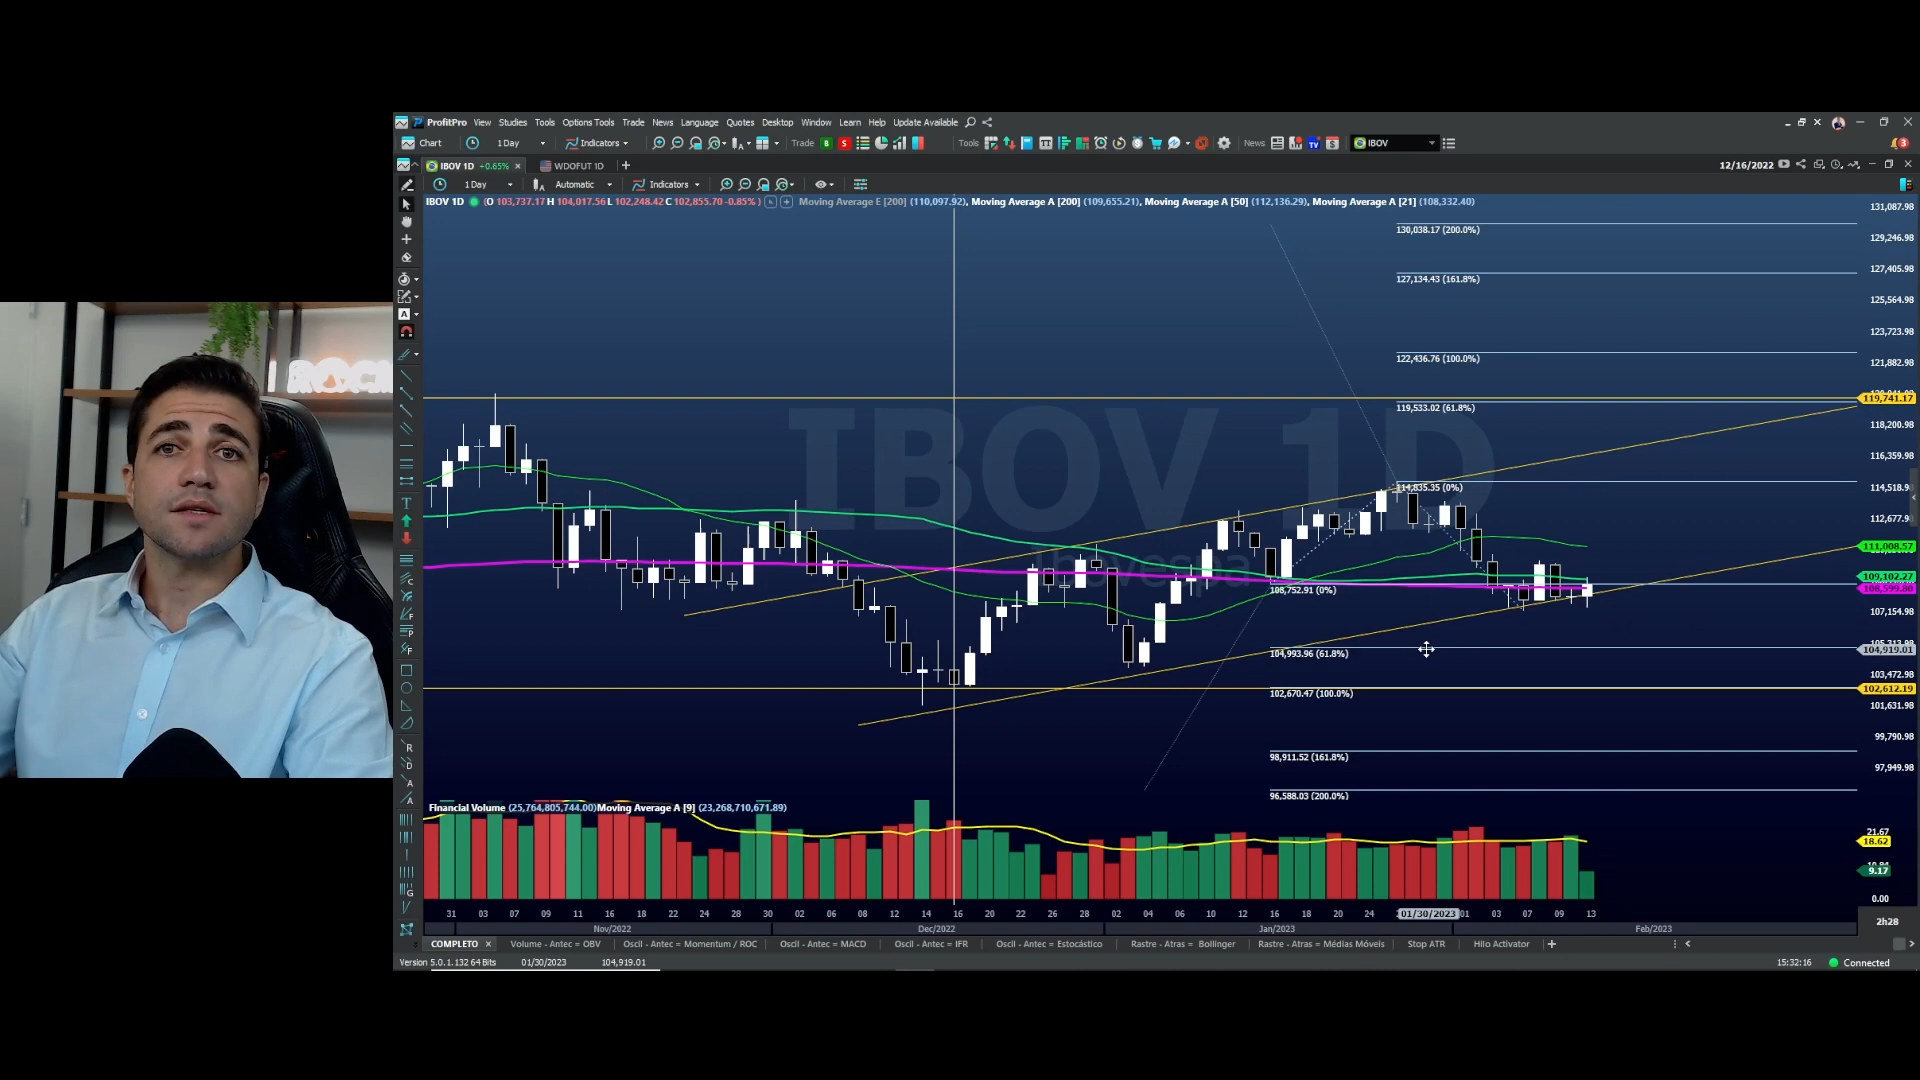 ProfitPro View Studies Tools Options Tools Trade News Language Quotes Desktop Window Learn Help Update Available
Chart 1 Day Indicators Trade B S Tools News IBOV
IBOV 1D +0.65% × WDOFUT 1D + 12/16/2022
1 Day Automatic Indicators
IBOV 1D (O 103,737.17 H 104,017.56 L 102,248.42 C 102,855.70 -0.85% ) Moving Average E [200] (110,097.92), Moving Average A [200] (109,655.21), Moving Average A [50] (112,136.29), Moving Average A [21] (108,332.40)
131,087.98
130,038.17 (200.0%)
129,246.98
127,405.98
127,134.43 (161.8%)
125,564.98
123,723.98
122,436.76 (100.0%)
121,882.98
119,741.17
119,533.02 (61.8%)
118,200.98
116,359.98
IBOV 1D
114,835.35 (0%)
114,518.98
112,677.98
111,008.57
109,102.27
108,599.80
108,752.91 (0%)
107,154.98
104,993.96 (61.8%)
104,919.01
103,472.98
102,670.47 (100.0%)
102,612.19
101,631.98
99,790.98
98,911.52 (161.8%)
97,949.98
96,588.03 (200.0%)
Financial Volume (25,764,805,744.00)Moving Average A [9] (23,268,710,671.89)
21.67
18.62
9.17
0.00
31 03 07 09 11 16 18 22 24 28 30 02 06 08 12 14 16 20 22 26 28 02 04 06 10 12 16 18 20 24 01/30/2023 01 03 07 09 13
Nov/2022 Dec/2022 Jan/2023 Feb/2023
2h28
COMPLETO × Volume - Antec = OBV Oscil - Antec = Momentum / ROC Oscil - Antec = MACD Oscil - Antec = IFR Oscil - Antec = Estocástico Rastre - Atras = Bollinger Rastre - Atras = Médias Móveis Stop ATR Hilo Activator +
Version 5.0.1.132 64 Bits 01/30/2023 104,919.01 15:32:16 Connected